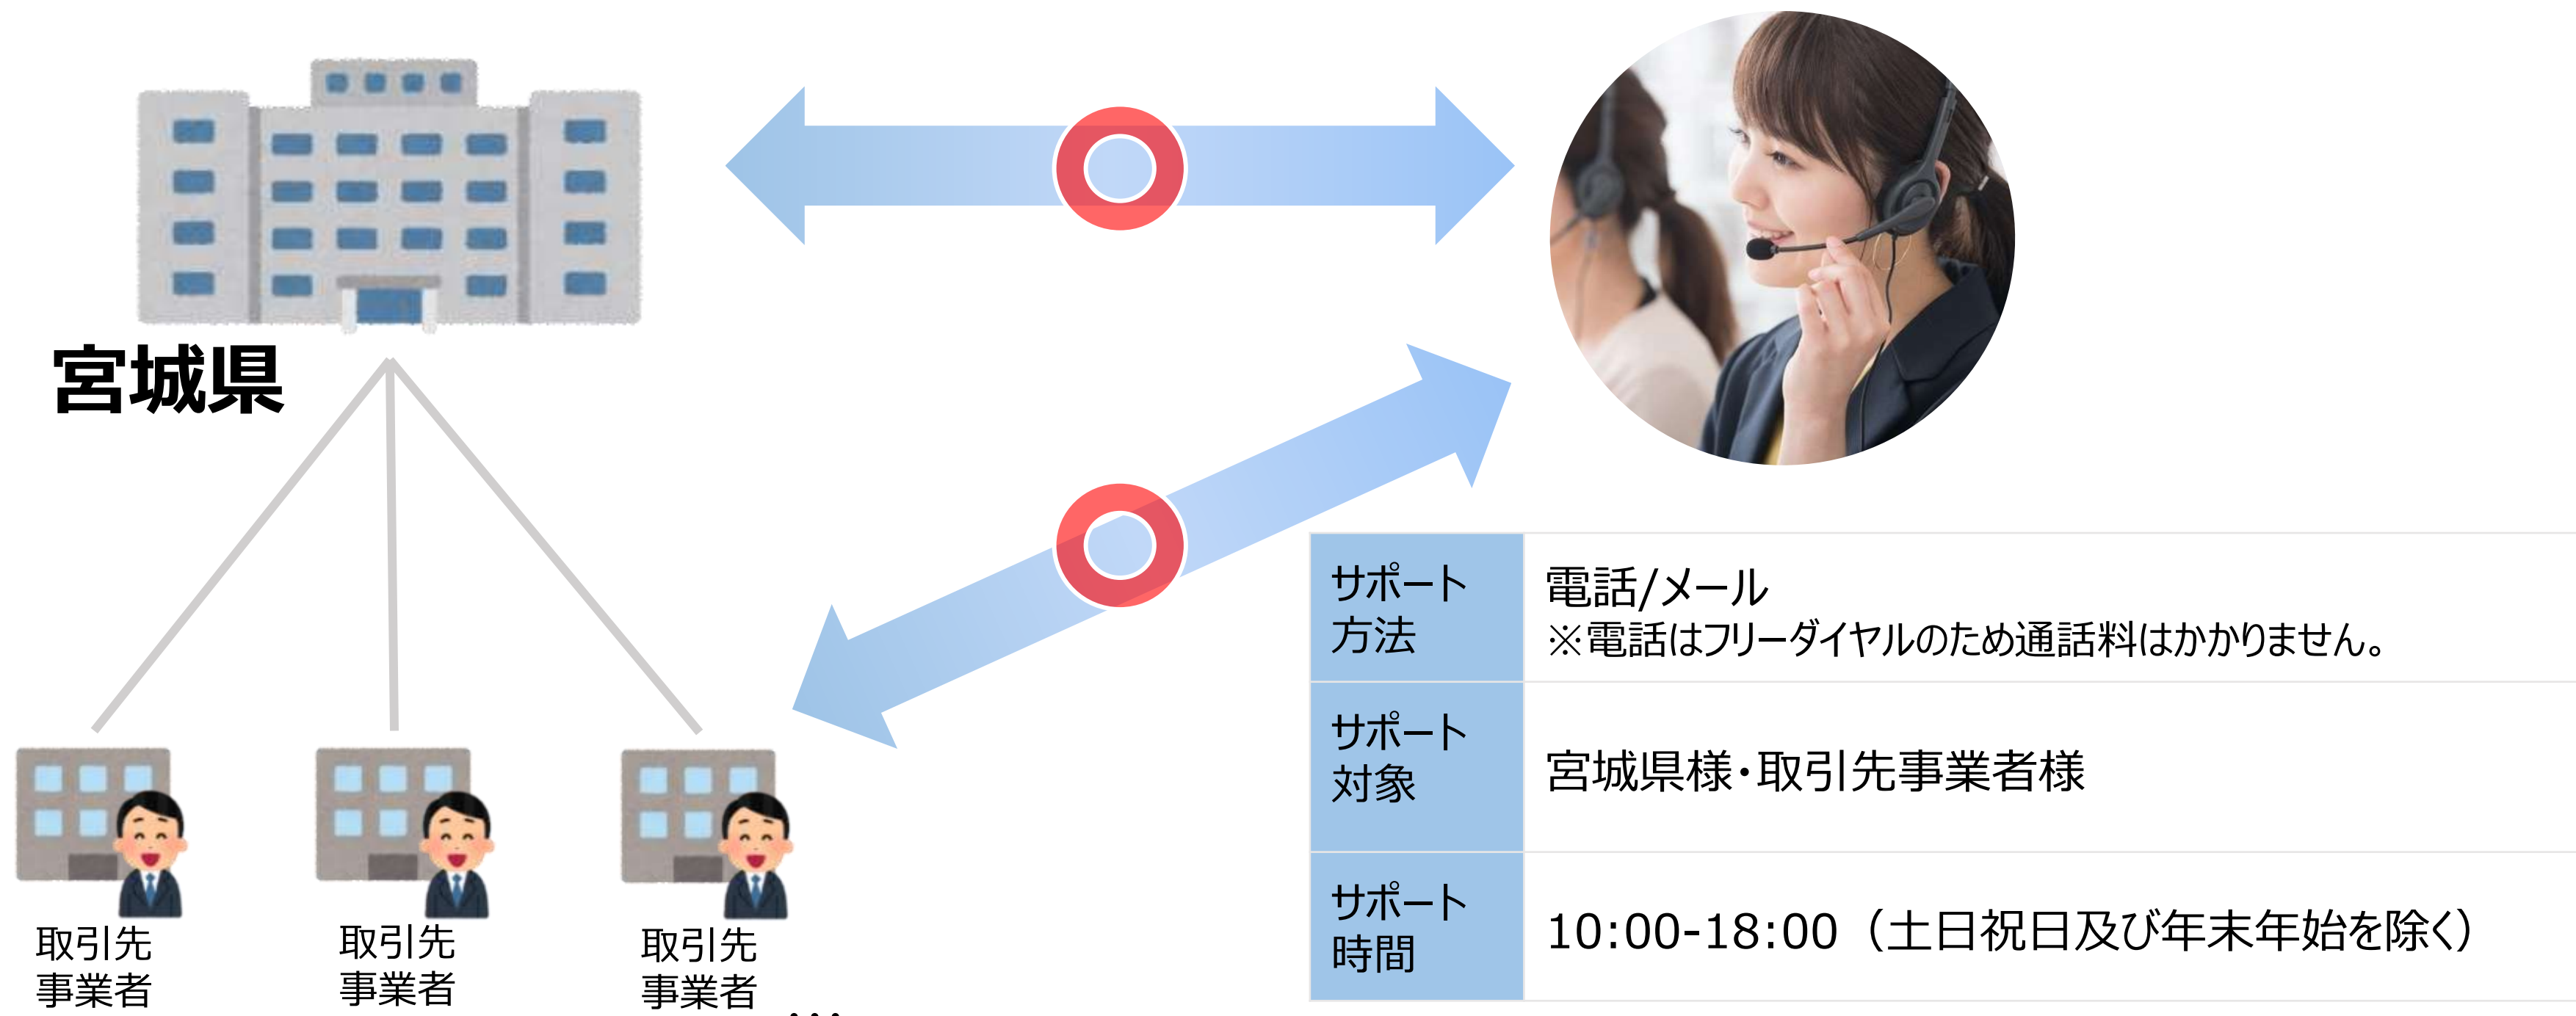 宮城県
取引先
事業者
取引先
事業者
取引先
事業者
...
サポート
方法
電話/メール
※電話はフリーダイヤルのため通話料はかかりません。
サポート
対象
宮城県様・取引先事業者様
サポート
時間
10:00-18:00（土日祝日及び年末年始を除く）